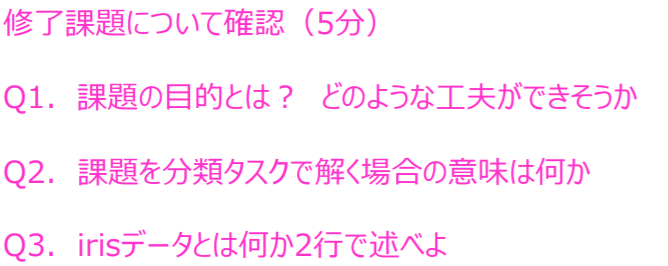 修了課題について確認（5分）
Q1. 課題の目的とは？　どのような工夫ができそうか
Q2. 課題を分類タスクで解く場合の意味は何か
Q3. irisデータとは何か2行で述べよ